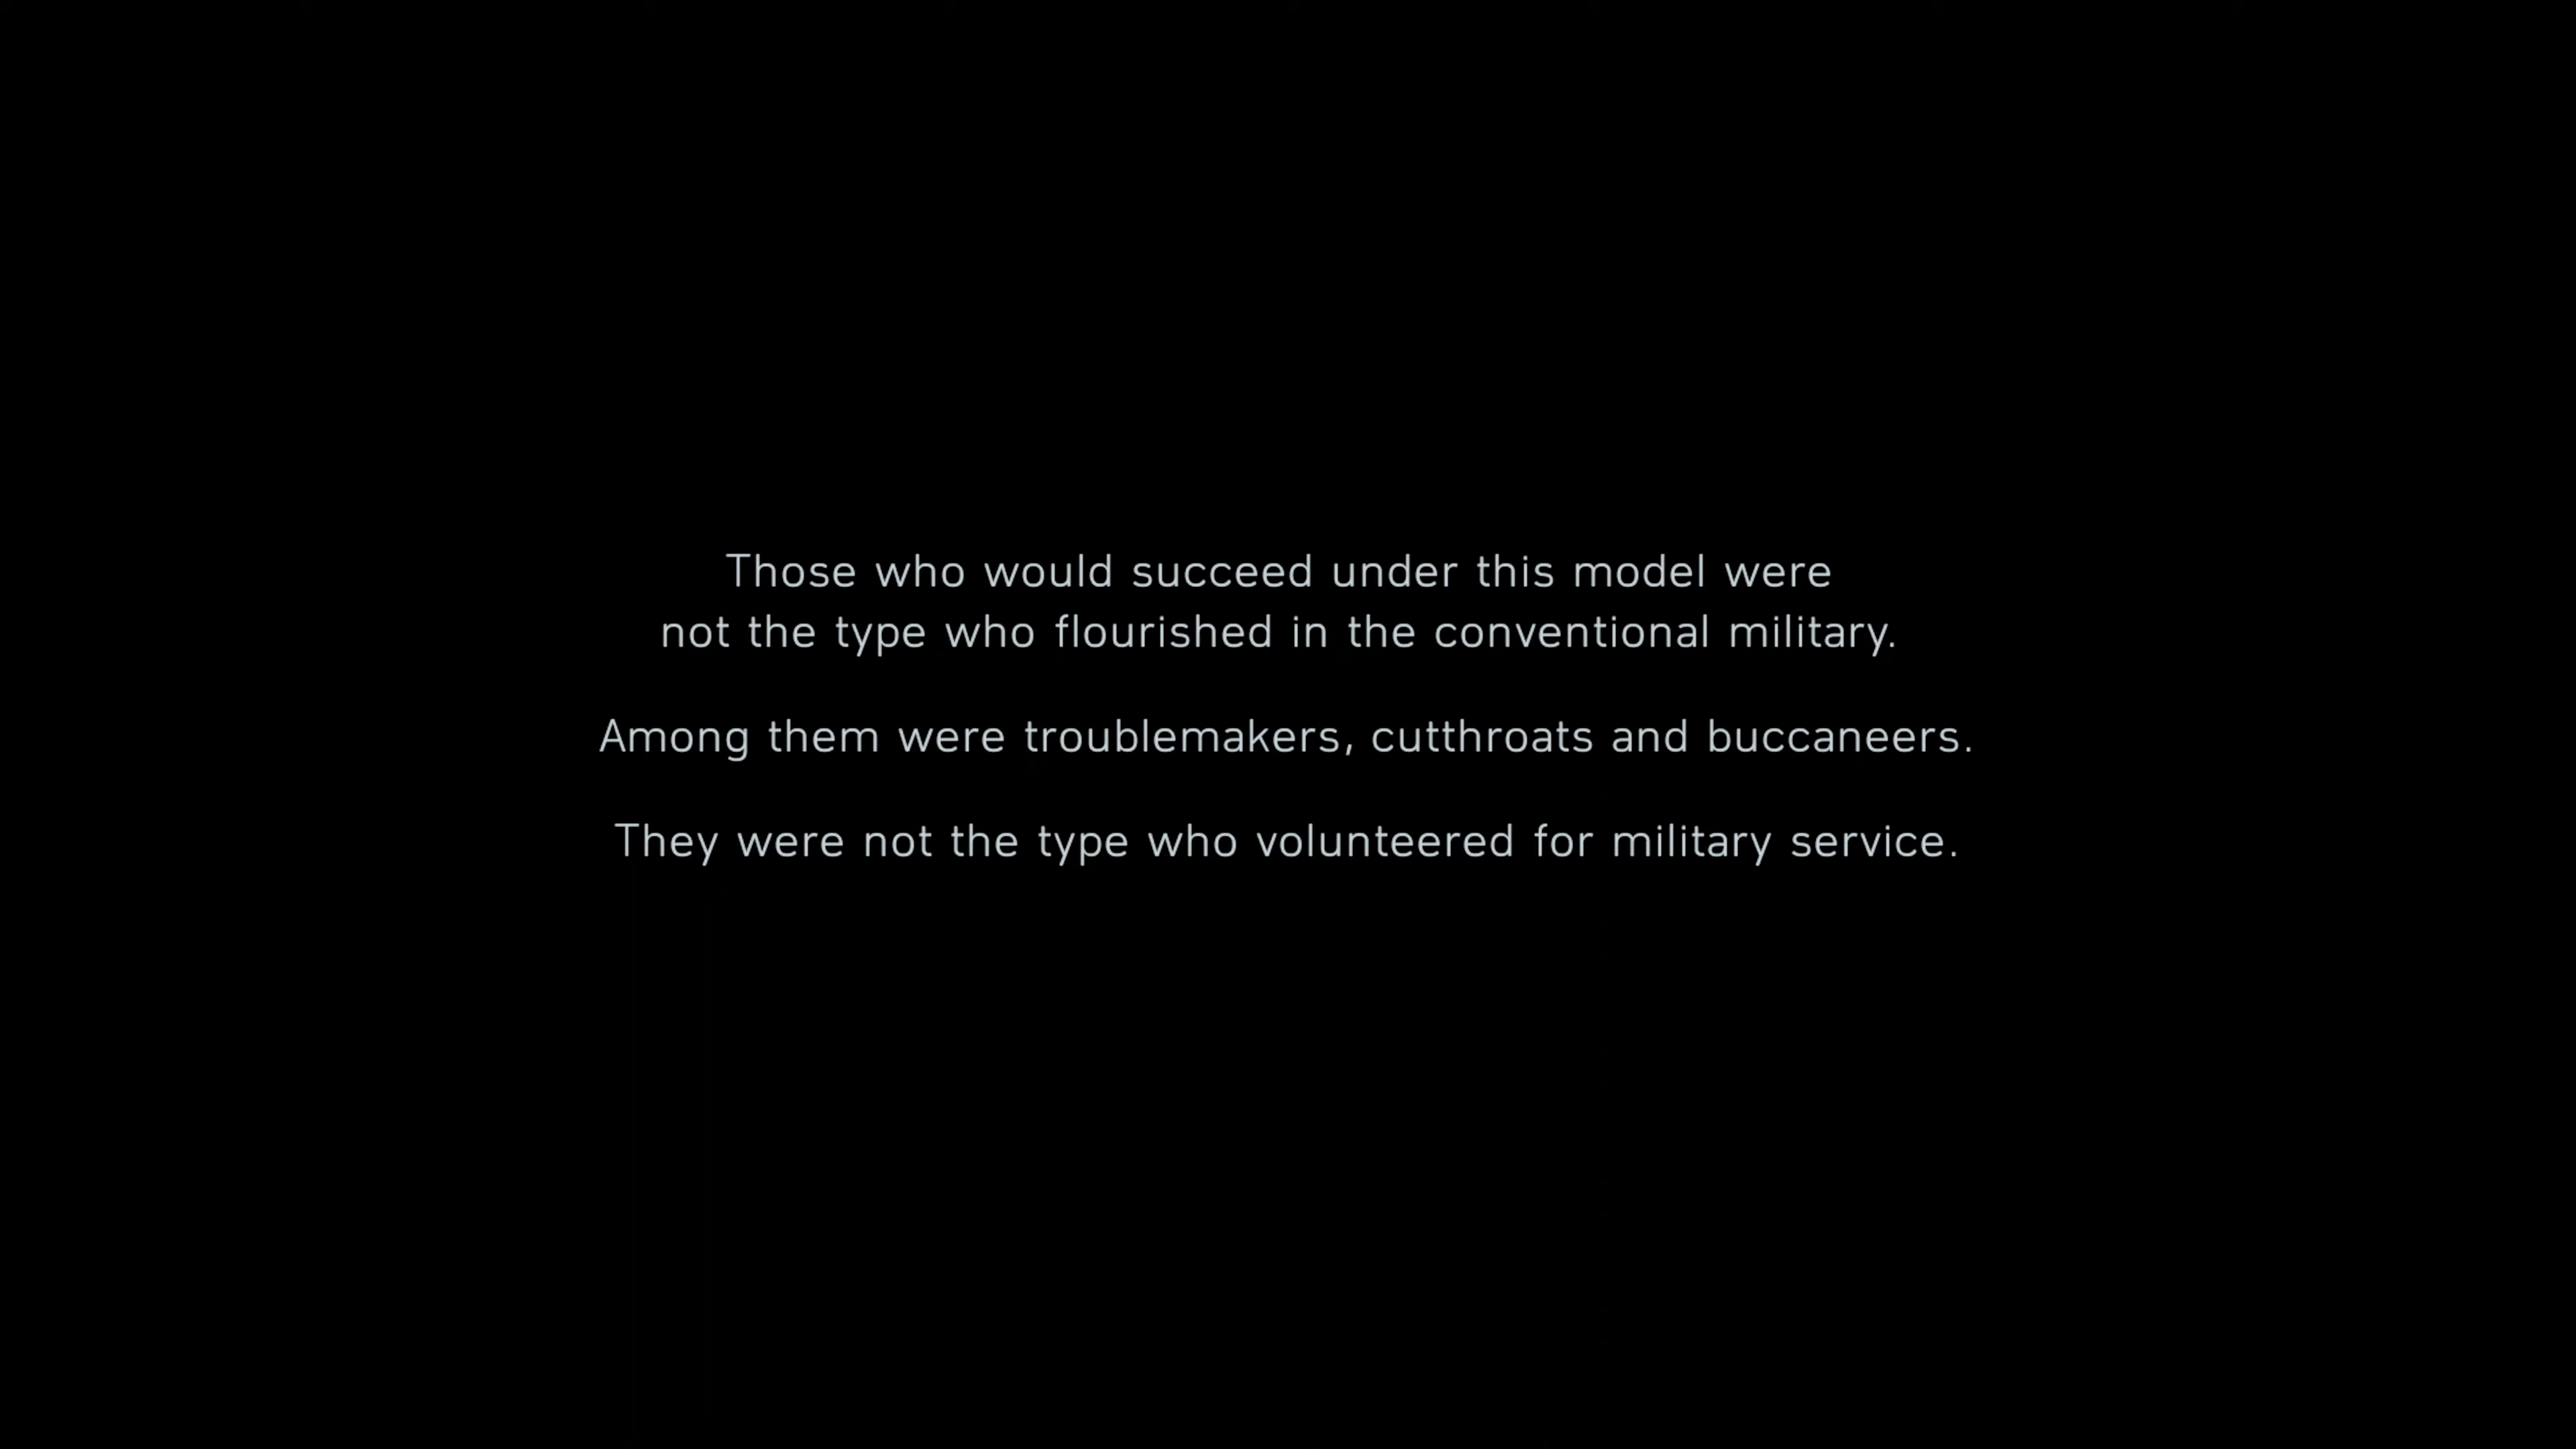 Those who would succeed under this model were
not the type who flourished in the conventional military.
Among them were troublemakers, cutthroats and buccaneers.
They were not the type who volunteered for military service.